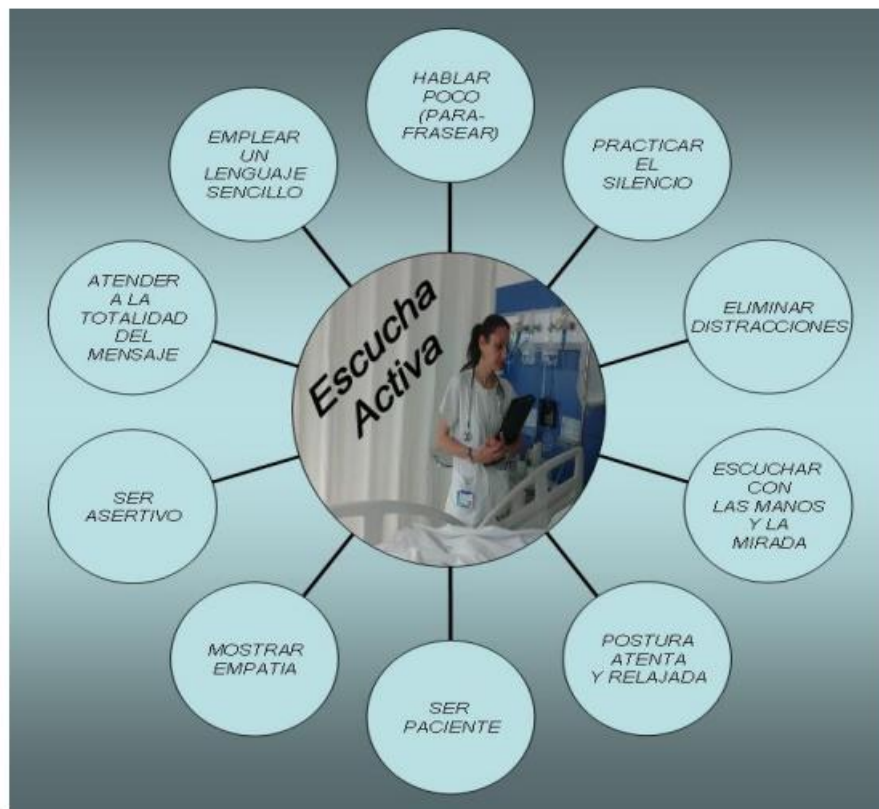 HABLAR
POCO
(PARA-
FRASEAR)
PRACTICAR
EL
SILENCIO
ELIMINAR
DISTRACCIONES
ESCUCHAR
CON
LAS MANOS
Y LA
MIRADA
POSTURA
ATENTA
Y RELAJADA
SER
PACIENTE
MOSTRAR
EMPATIA
SER
ASERTIVO
ATENDER
A LA
TOTALIDAD
DEL
MENSAJE
EMPLEAR
UN
LENGUAJE
SENCILLO
Escucha
Activa